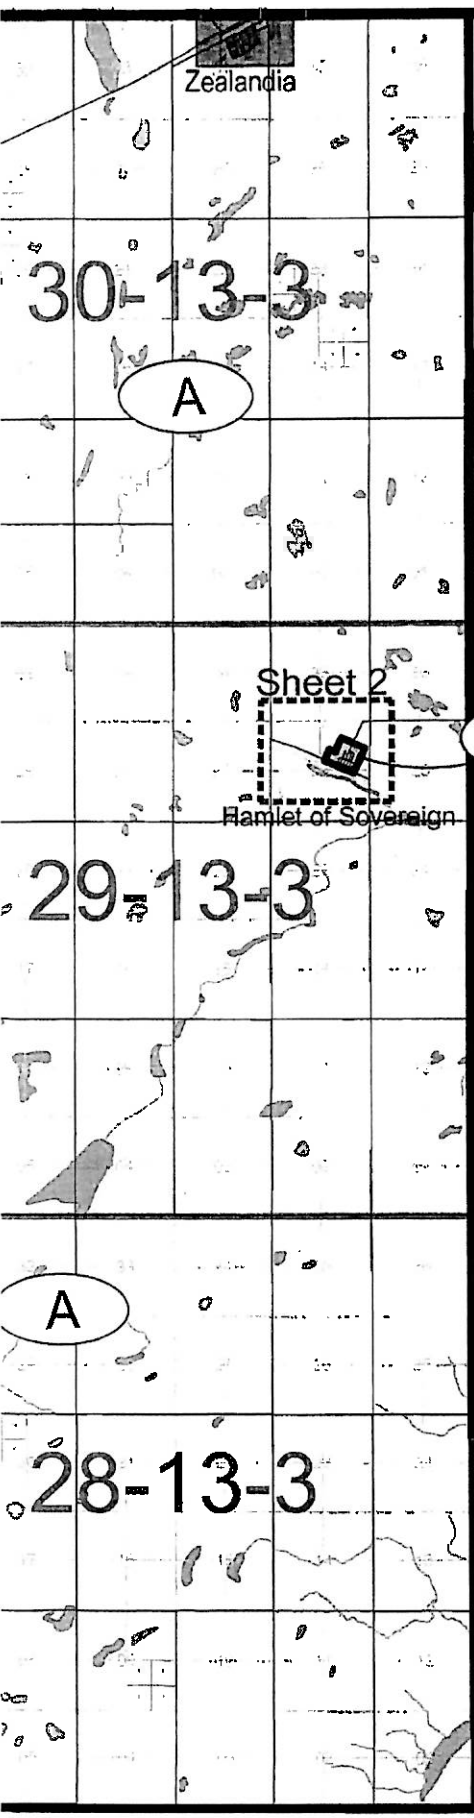 Zealandia
30-13-3
A
Sheet 2
Hamlet of Sovereign
29-13-3
A
28-13-3